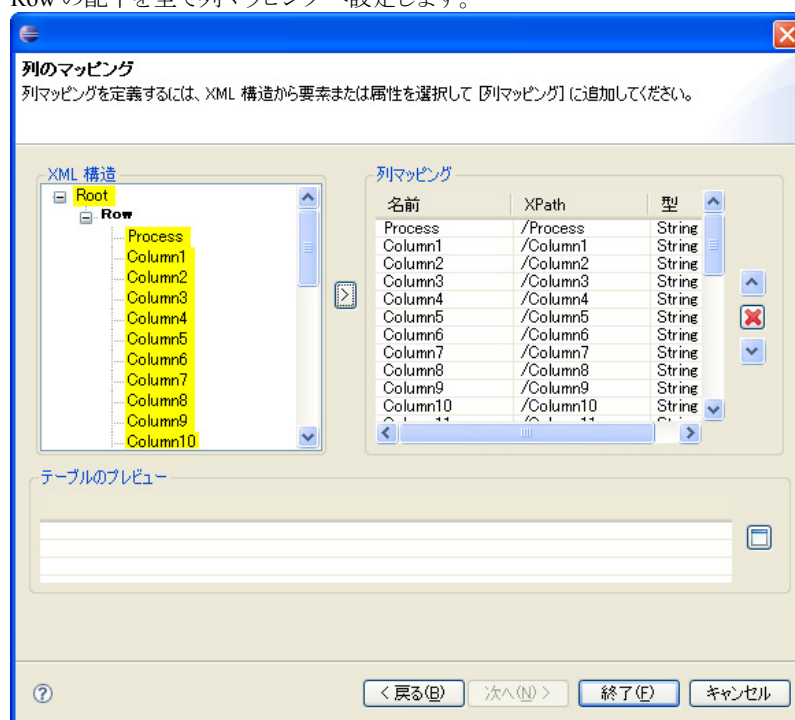 Row の配下を全て列マッピングへ設定します。
列のマッピング
列マッピングを定義するには、XML 構造から要素または属性を選択して [列マッピング] に追加してください。
XML 構造
Root
Row
Process
Column1
Column2
Column3
Column4
Column5
Column6
Column7
Column8
Column9
Column10
列マッピング
名前 XPath 型
Process /Process String
Column1 /Column1 String
Column2 /Column2 String
Column3 /Column3 String
Column4 /Column4 String
Column5 /Column5 String
Column6 /Column6 String
Column7 /Column7 String
Column8 /Column8 String
Column9 /Column9 String
Column10 /Column10 String
テーブルのプレビュー
< 戻る(B) 次へ(N) > 終了(F) キャンセル